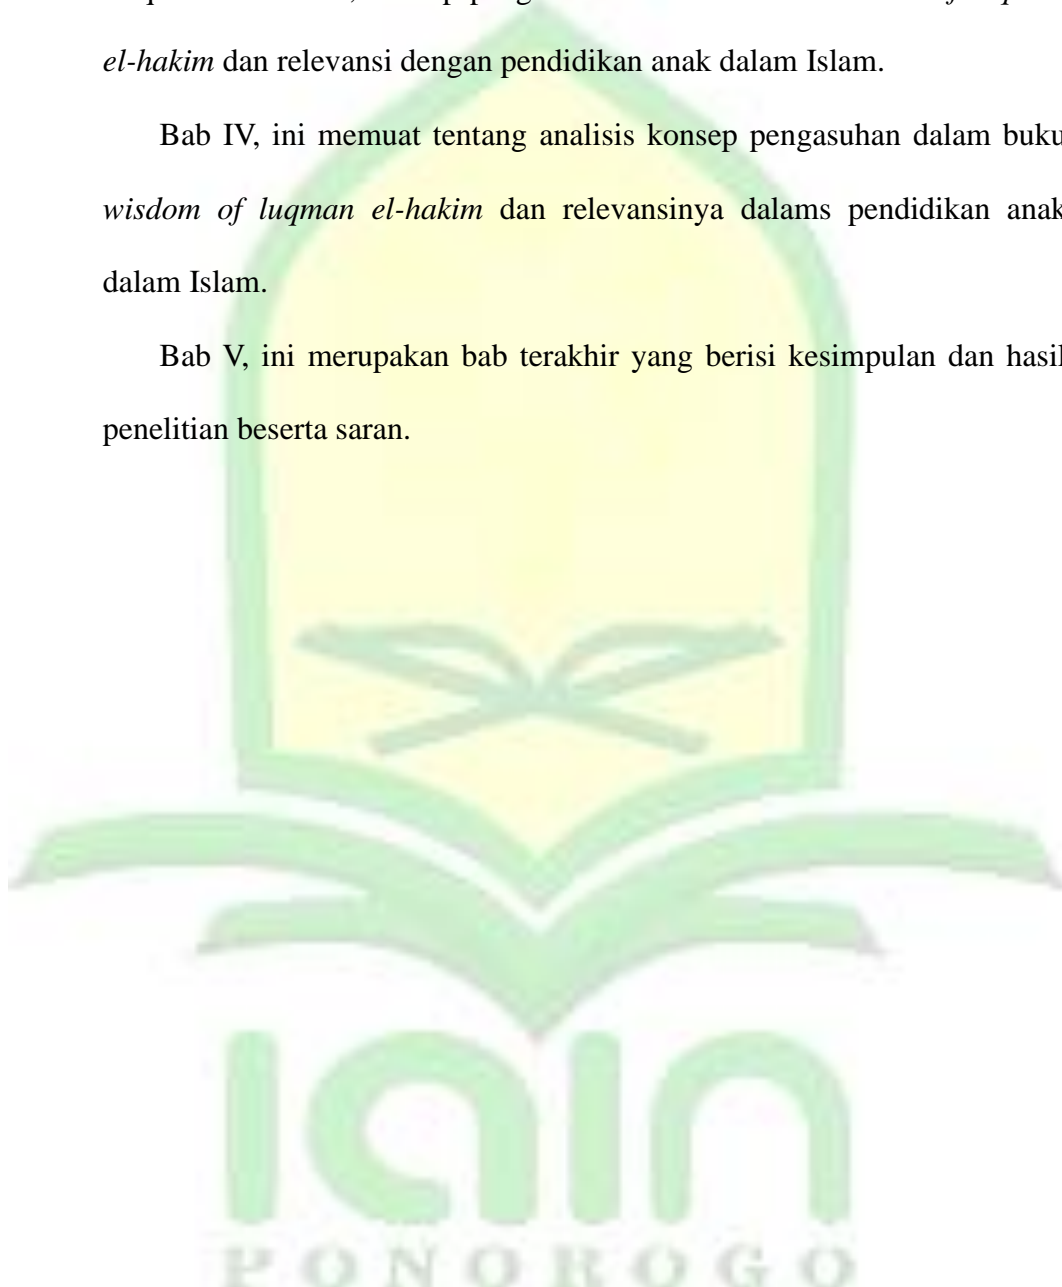 el-hakim dan relevansi dengan pendidikan anak dalam Islam.
Bab IV, ini memuat tentang analisis konsep pengasuhan dalam buku
wisdom of luqman el-hakim dan relevansinya dalams pendidikan anak
dalam Islam.
Bab V, ini merupakan bab terakhir yang berisi kesimpulan dan hasil
penelitian beserta saran.
iain
PONOROGO